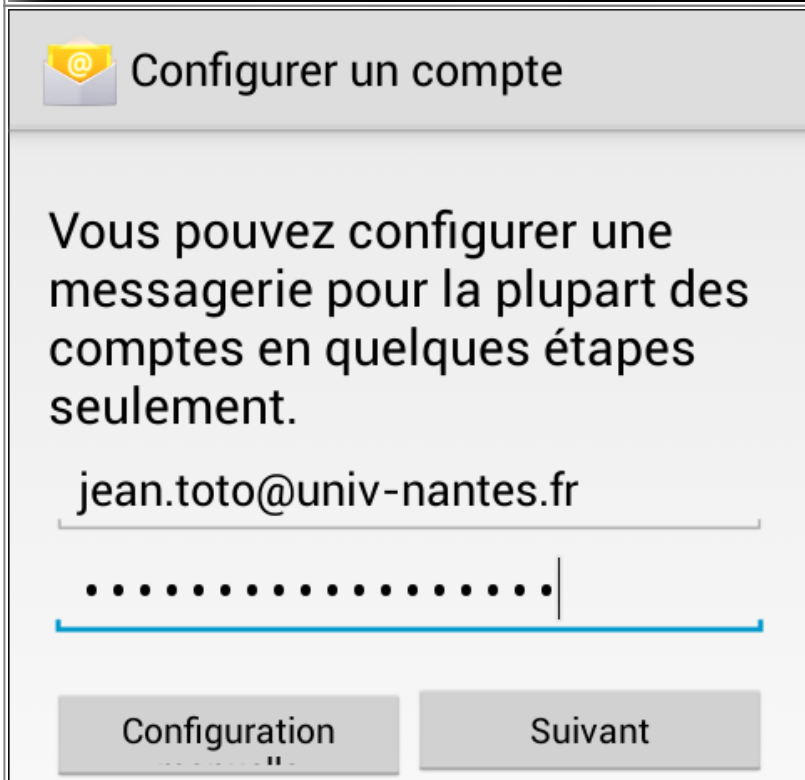 Configurer un compte
Vous pouvez configurer une
messagerie pour la plupart des
comptes en quelques étapes
seulement.
jean.toto@univ-nantes.fr
••••••••••••••••••
Configuration
Suivant